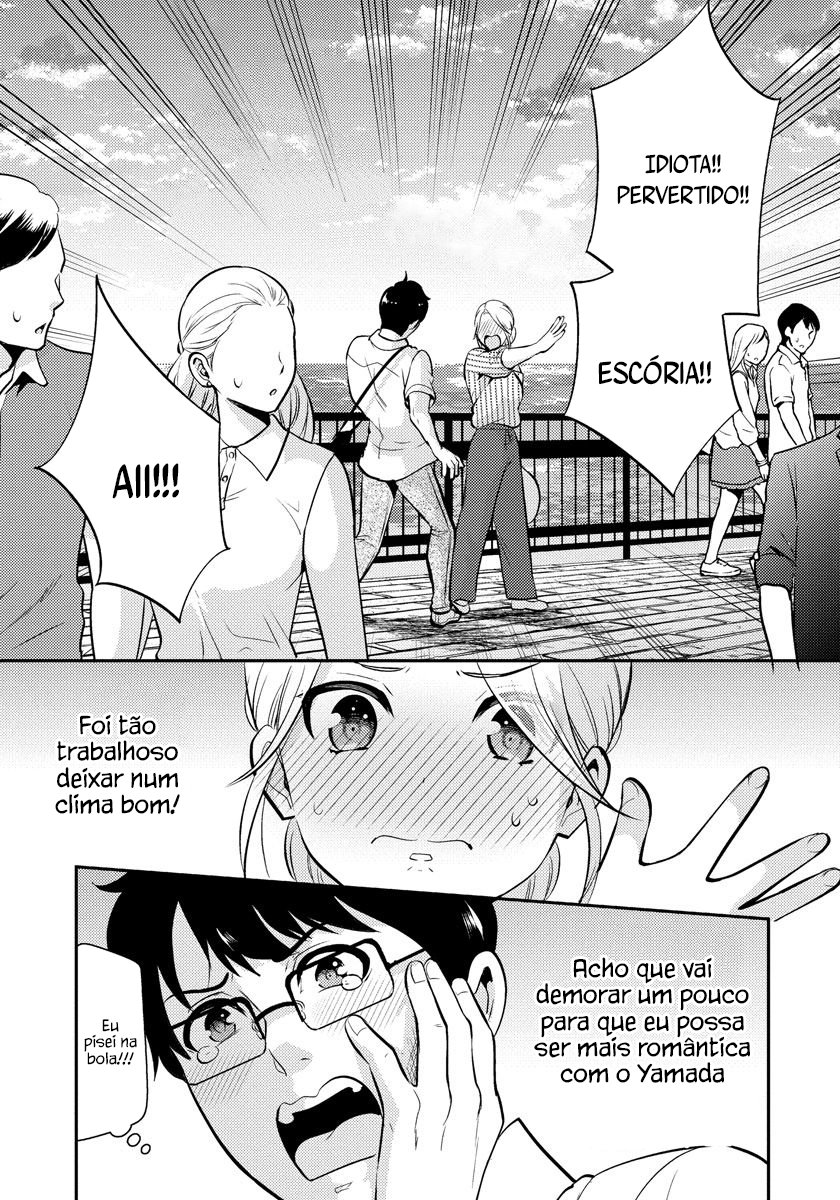 IDIOTA!!
PERVERTIDO!!
ESCÓRIA!!
AII!!!
Foi tão
trabalhoso
deixar num
clima bom!
Acho que vai
demorar um pouco
para que eu possa
ser mais romântica
com o Yamada
Eu
pisei na
bola!!!